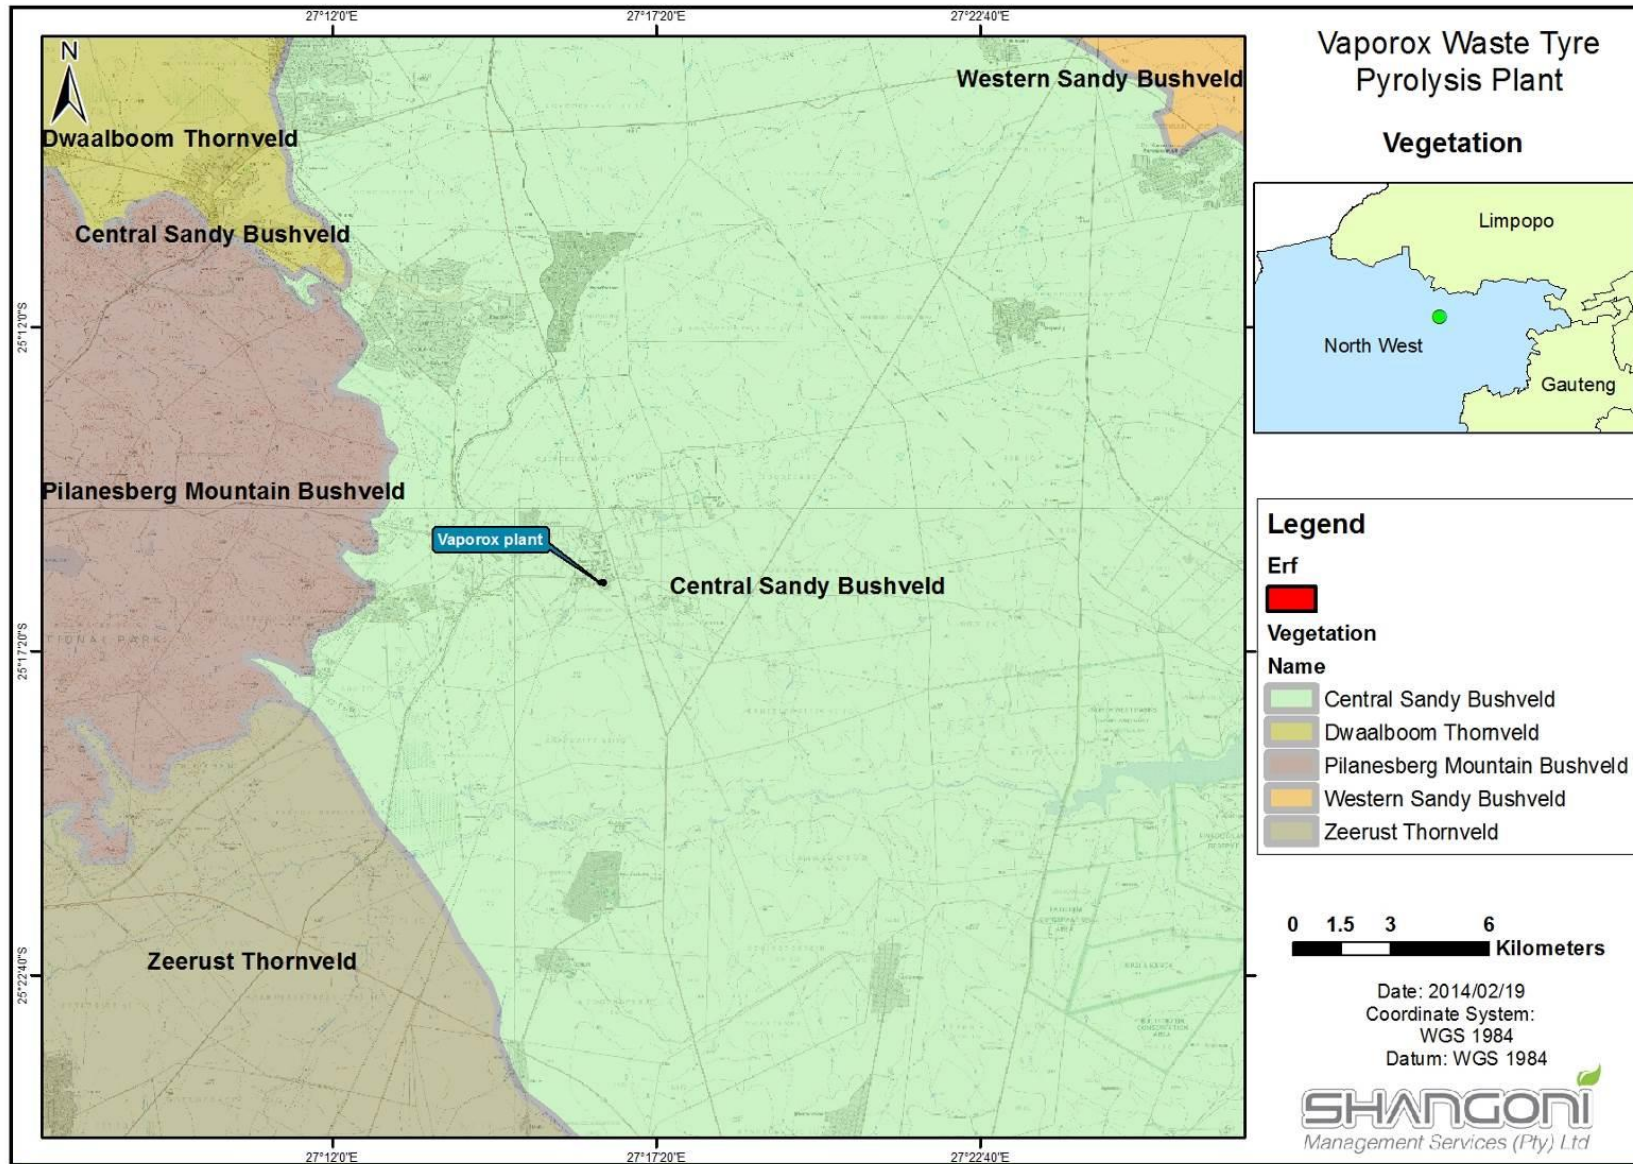 27°12'0"E
27°17'20"E
27°22'40"E
N
Dwaalboom Thornveld
Western Sandy Bushveld
Central Sandy Bushveld
25°12'0"S
Pilanesberg Mountain Bushveld
Vaporox plant
Central Sandy Bushveld
25°17'20"S
TIONAL PARK
Zeerust Thornveld
25°22'40"S
27°12'0"E
27°17'20"E
27°22'40"E
Vaporox Waste Tyre
Pyrolysis Plant
Vegetation
Limpopo
North West
Gauteng
Legend
Erf
Vegetation
Name
Central Sandy Bushveld
Dwaalboom Thornveld
Pilanesberg Mountain Bushveld
Western Sandy Bushveld
Zeerust Thornveld
0 1.5 3 6
Kilometers
Date: 2014/02/19
Coordinate System:
WGS 1984
Datum: WGS 1984
SHANGONI
Management Services (Pty) Ltd